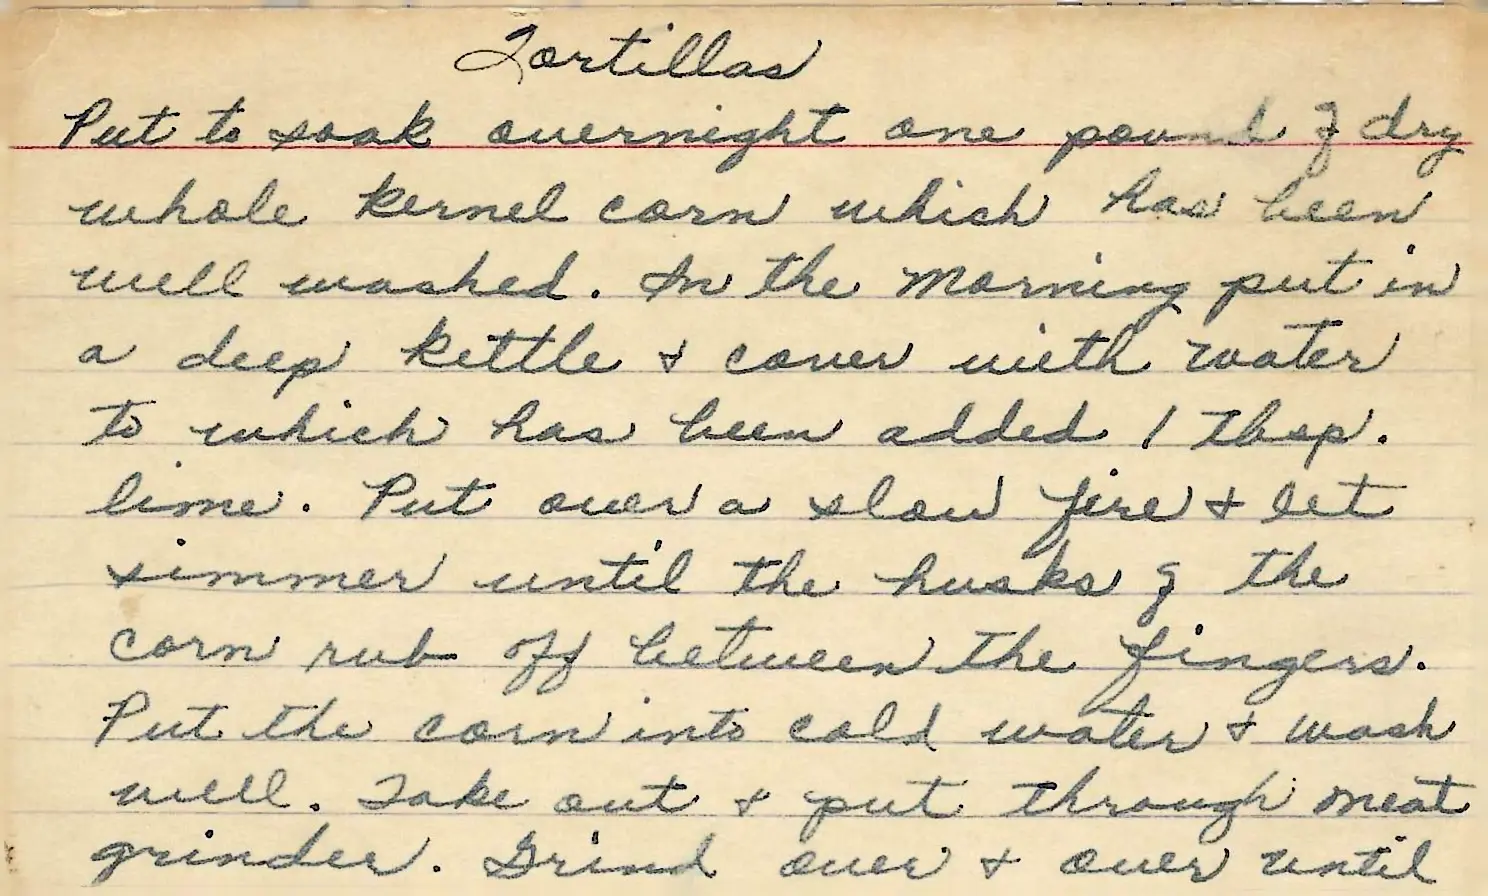 Tortillas
Put to soak overnight one pound of dry
whole kernel corn which has been
well washed. In the morning put in
a deep kettle & cover with water
to which has been added 1 Tbsp.
lime. Put over a slow fire & let
simmer until the husks of the
corn rub off between the fingers.
Put the corn into cold water & wash
well. Take out & put through meat
grinder. Grind over & over until